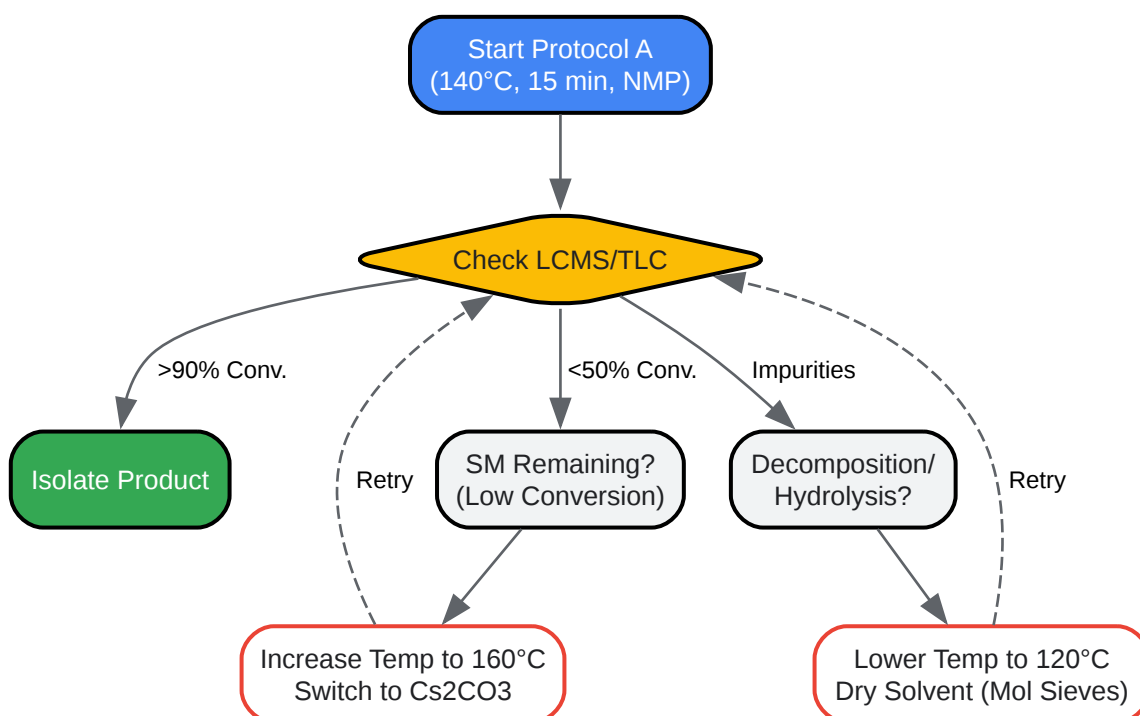 Start Protocol A
(140°C, 15 min, NMP)
Check LCMS/TLC
>90% Conv.
<50% Conv.
Impurities
Isolate Product
Retry
SM Remaining?
(Low Conversion)
Decomposition/
Hydrolysis?
Retry
Increase Temp to 160°C
Switch to Cs2CO3
Lower Temp to 120°C
Dry Solvent (Mol Sieves)